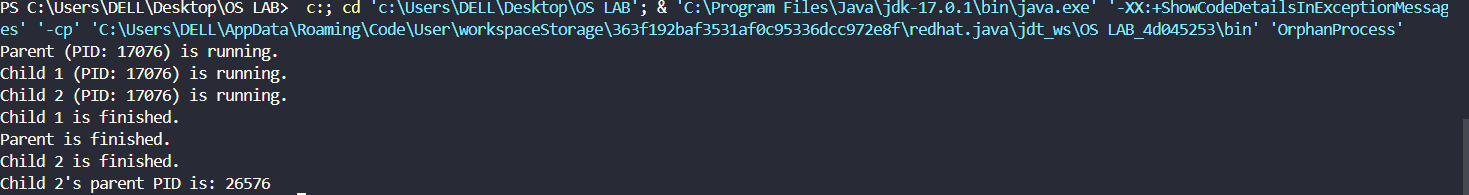 PS C:\Users\DELL\Desktop\OS LAB>  c:; cd 'c:\Users\DELL\Desktop\OS LAB'; & 'C:\Program Files\Java\jdk-17.0.1\bin\java.exe' '-XX:+ShowCodeDetailsInExceptionMessag
es' '-cp' 'C:\Users\DELL\AppData\Roaming\Code\User\workspaceStorage\363f192baf3531af0c95336dcc972e8f\redhat.java\jdt_ws\OS LAB_4d045253\bin' 'OrphanProcess'
Parent (PID: 17076) is running.
Child 1 (PID: 17076) is running.
Child 2 (PID: 17076) is running.
Child 1 is finished.
Parent is finished.
Child 2 is finished.
Child 2's parent PID is: 26576